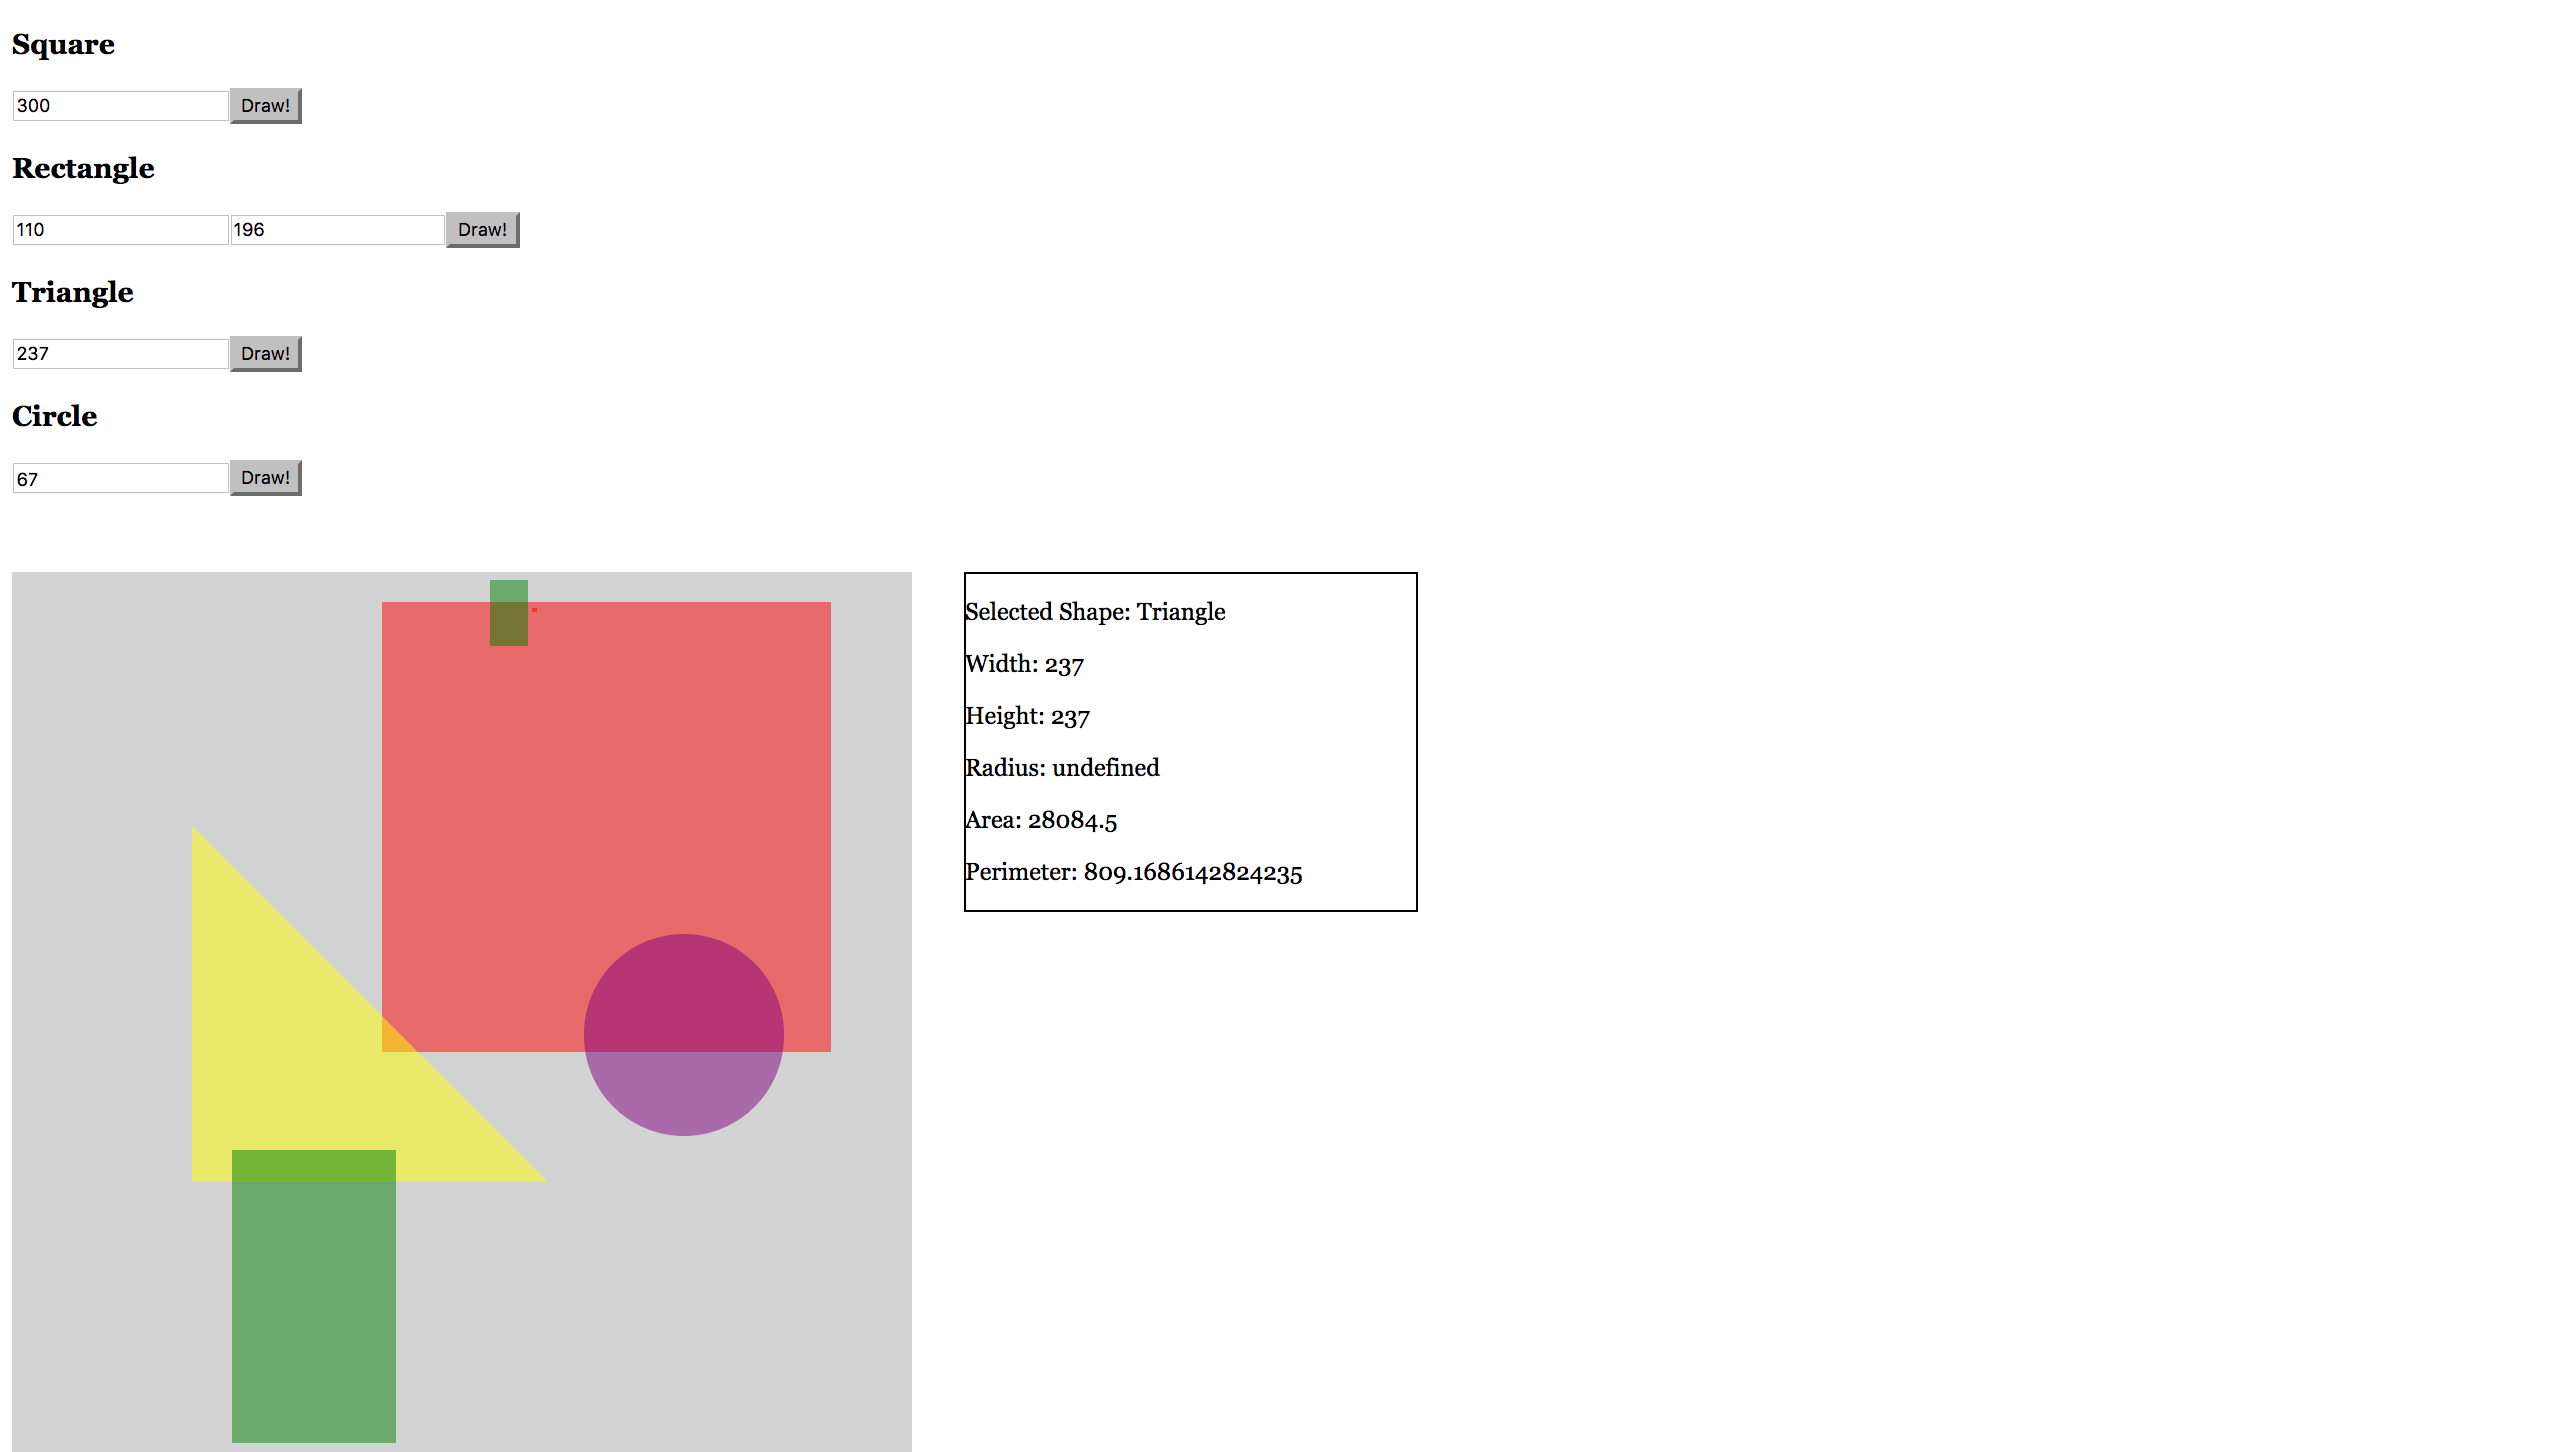 Square
300 Draw!
Rectangle
110 196 Draw!
Triangle
237 Draw!
Circle
67 Draw!
Selected Shape: Triangle
Width: 237
Height: 237
Radius: undefined
Area: 28084.5
Perimeter: 809.1686142824235